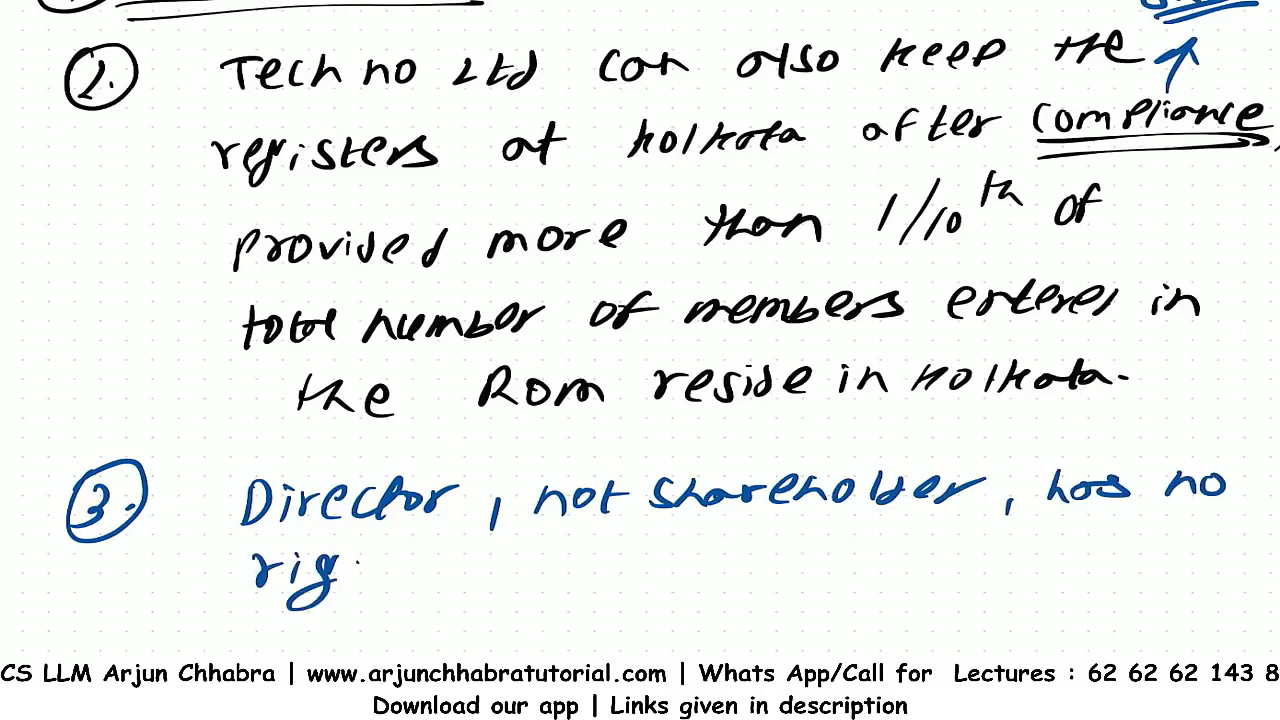 2. Techno Ltd can also keep the
registers at kolkata after compliance,
provided more than 1/10th of
total number of members entered in
the ROM reside in kolkata.
3. Director, not shareholder, has no
rig
CS LLM Arjun Chhabra | www.arjunchhabratutorial.com | Whats App/Call for Lectures : 62 62 62 143 8
Download our app | Links given in description